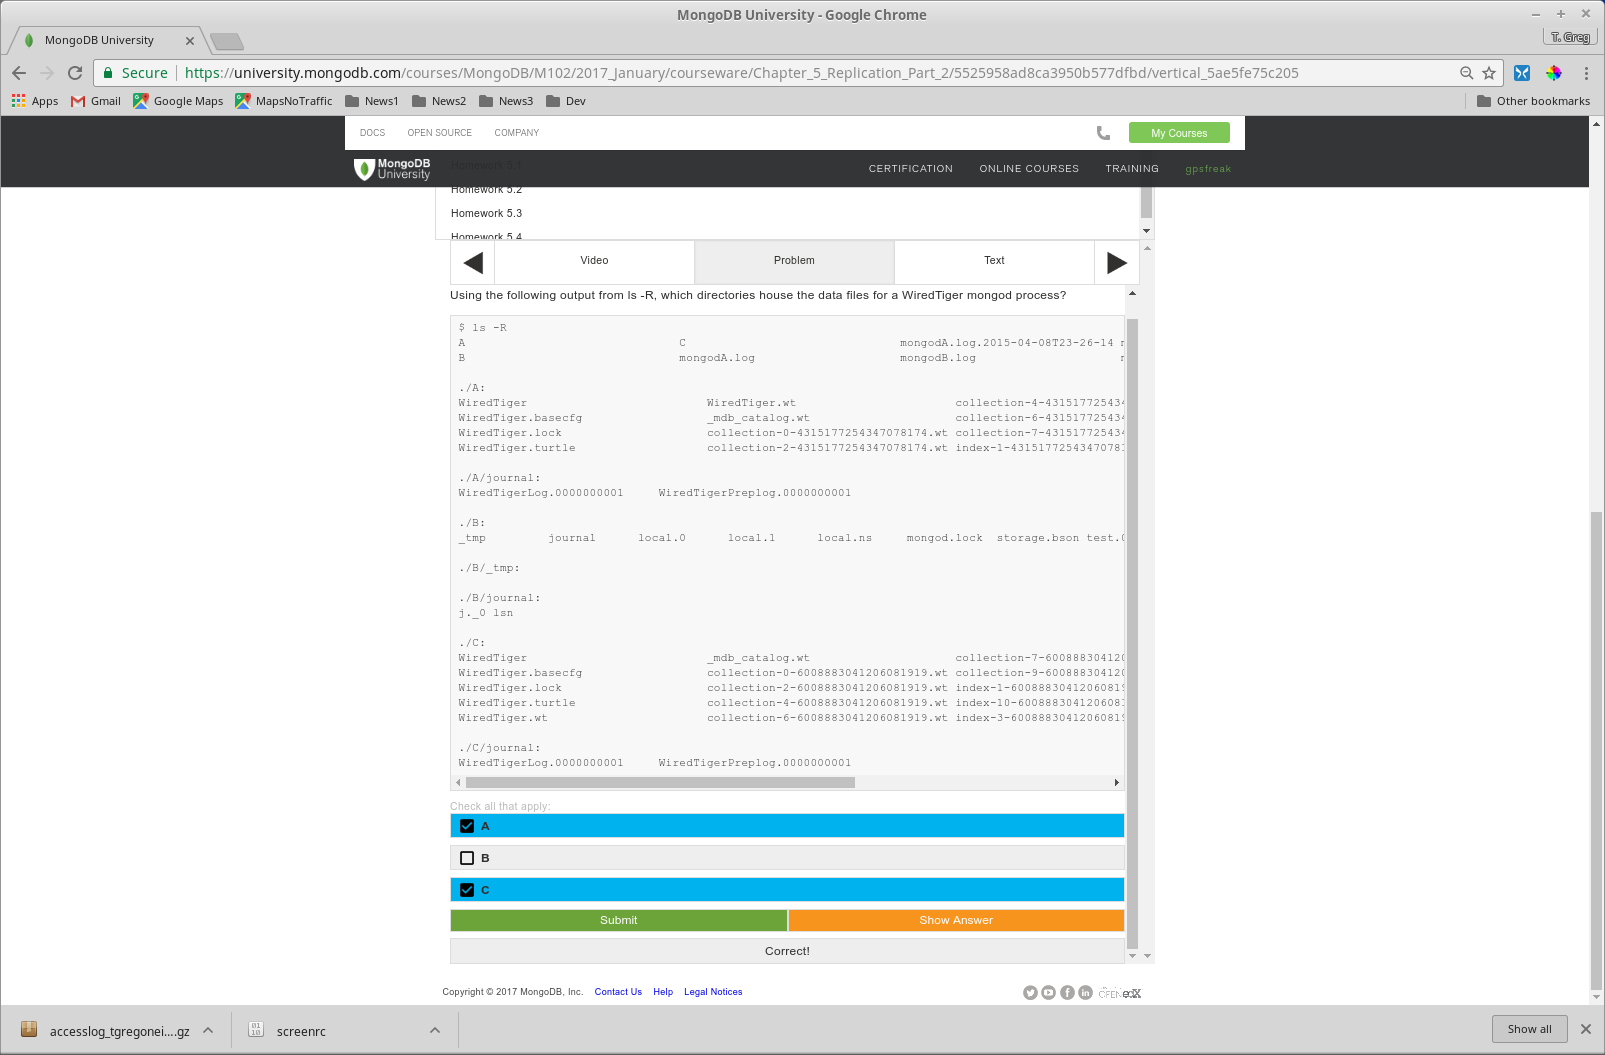 MongoDB University - Google Chrome
MongoDB University
T. Greg
Secure https://university.mongodb.com/courses/MongoDB/M102/2017_January/courseware/Chapter_5_Replication_Part_2/5525958ad8ca3950b577dfbd/vertical_5ae5fe75c205
Apps Gmail Google Maps MapsNoTraffic News1 News2 News3 Dev Other bookmarks
DOCS OPEN SOURCE COMPANY My Courses
MongoDB University CERTIFICATION ONLINE COURSES TRAINING gpsfreak
Homework 5.1
Homework 5.2
Homework 5.3
Homework 5.4
Video Problem Text
Using the following output from ls -R, which directories house the data files for a WiredTiger mongod process?
$ ls -R
A C mongodA.log.2015-04-08T23-26-14
B mongodA.log mongodB.log
./A:
WiredTiger WiredTiger.wt collection-4-431517725434
WiredTiger.basecfg _mdb_catalog.wt collection-6-431517725434
WiredTiger.lock collection-0-4315177254347078174.wt collection-7-431517725434
WiredTiger.turtle collection-2-4315177254347078174.wt index-1-431517725434707817
./A/journal:
WiredTigerLog.0000000001 WiredTigerPreplog.0000000001
./B:
_tmp journal local.0 local.1 local.ns mongod.lock storage.bson test.0
./B/_tmp:
./B/journal:
j._0 lsn
./C:
WiredTiger _mdb_catalog.wt collection-7-600888304120
WiredTiger.basecfg collection-0-6008883041206081919.wt collection-9-600888304120
WiredTiger.lock collection-2-6008883041206081919.wt index-1-6008883041206081919
WiredTiger.turtle collection-4-6008883041206081919.wt index-10-6008883041206081
WiredTiger.wt collection-6-6008883041206081919.wt index-3-6008883041206081919
./C/journal:
WiredTigerLog.0000000001 WiredTigerPreplog.0000000001
Check all that apply:
A
B
C
Submit Show Answer
Correct!
Copyright © 2017 MongoDB, Inc. Contact Us Help Legal Notices OPEN edX
accesslog_tgregonei....gz screenrc Show all